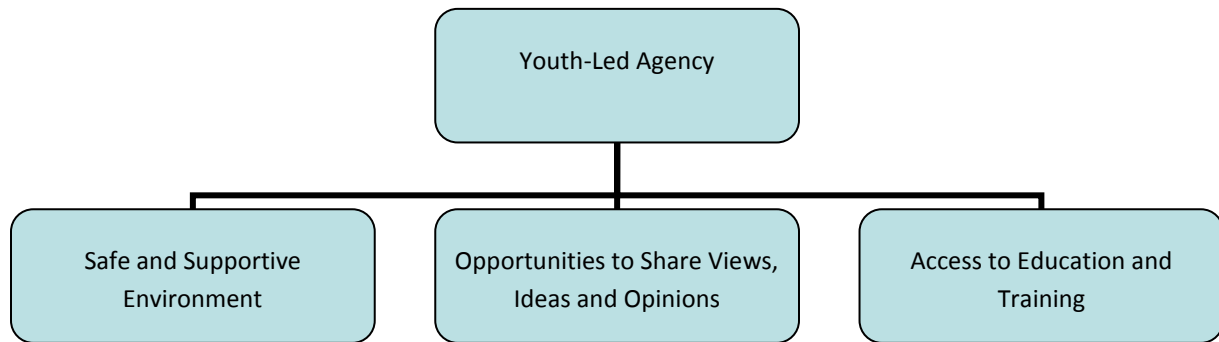 Youth-Led Agency
Safe and Supportive
Environment
Opportunities to Share Views,
Ideas and Opinions
Access to Education and
Training